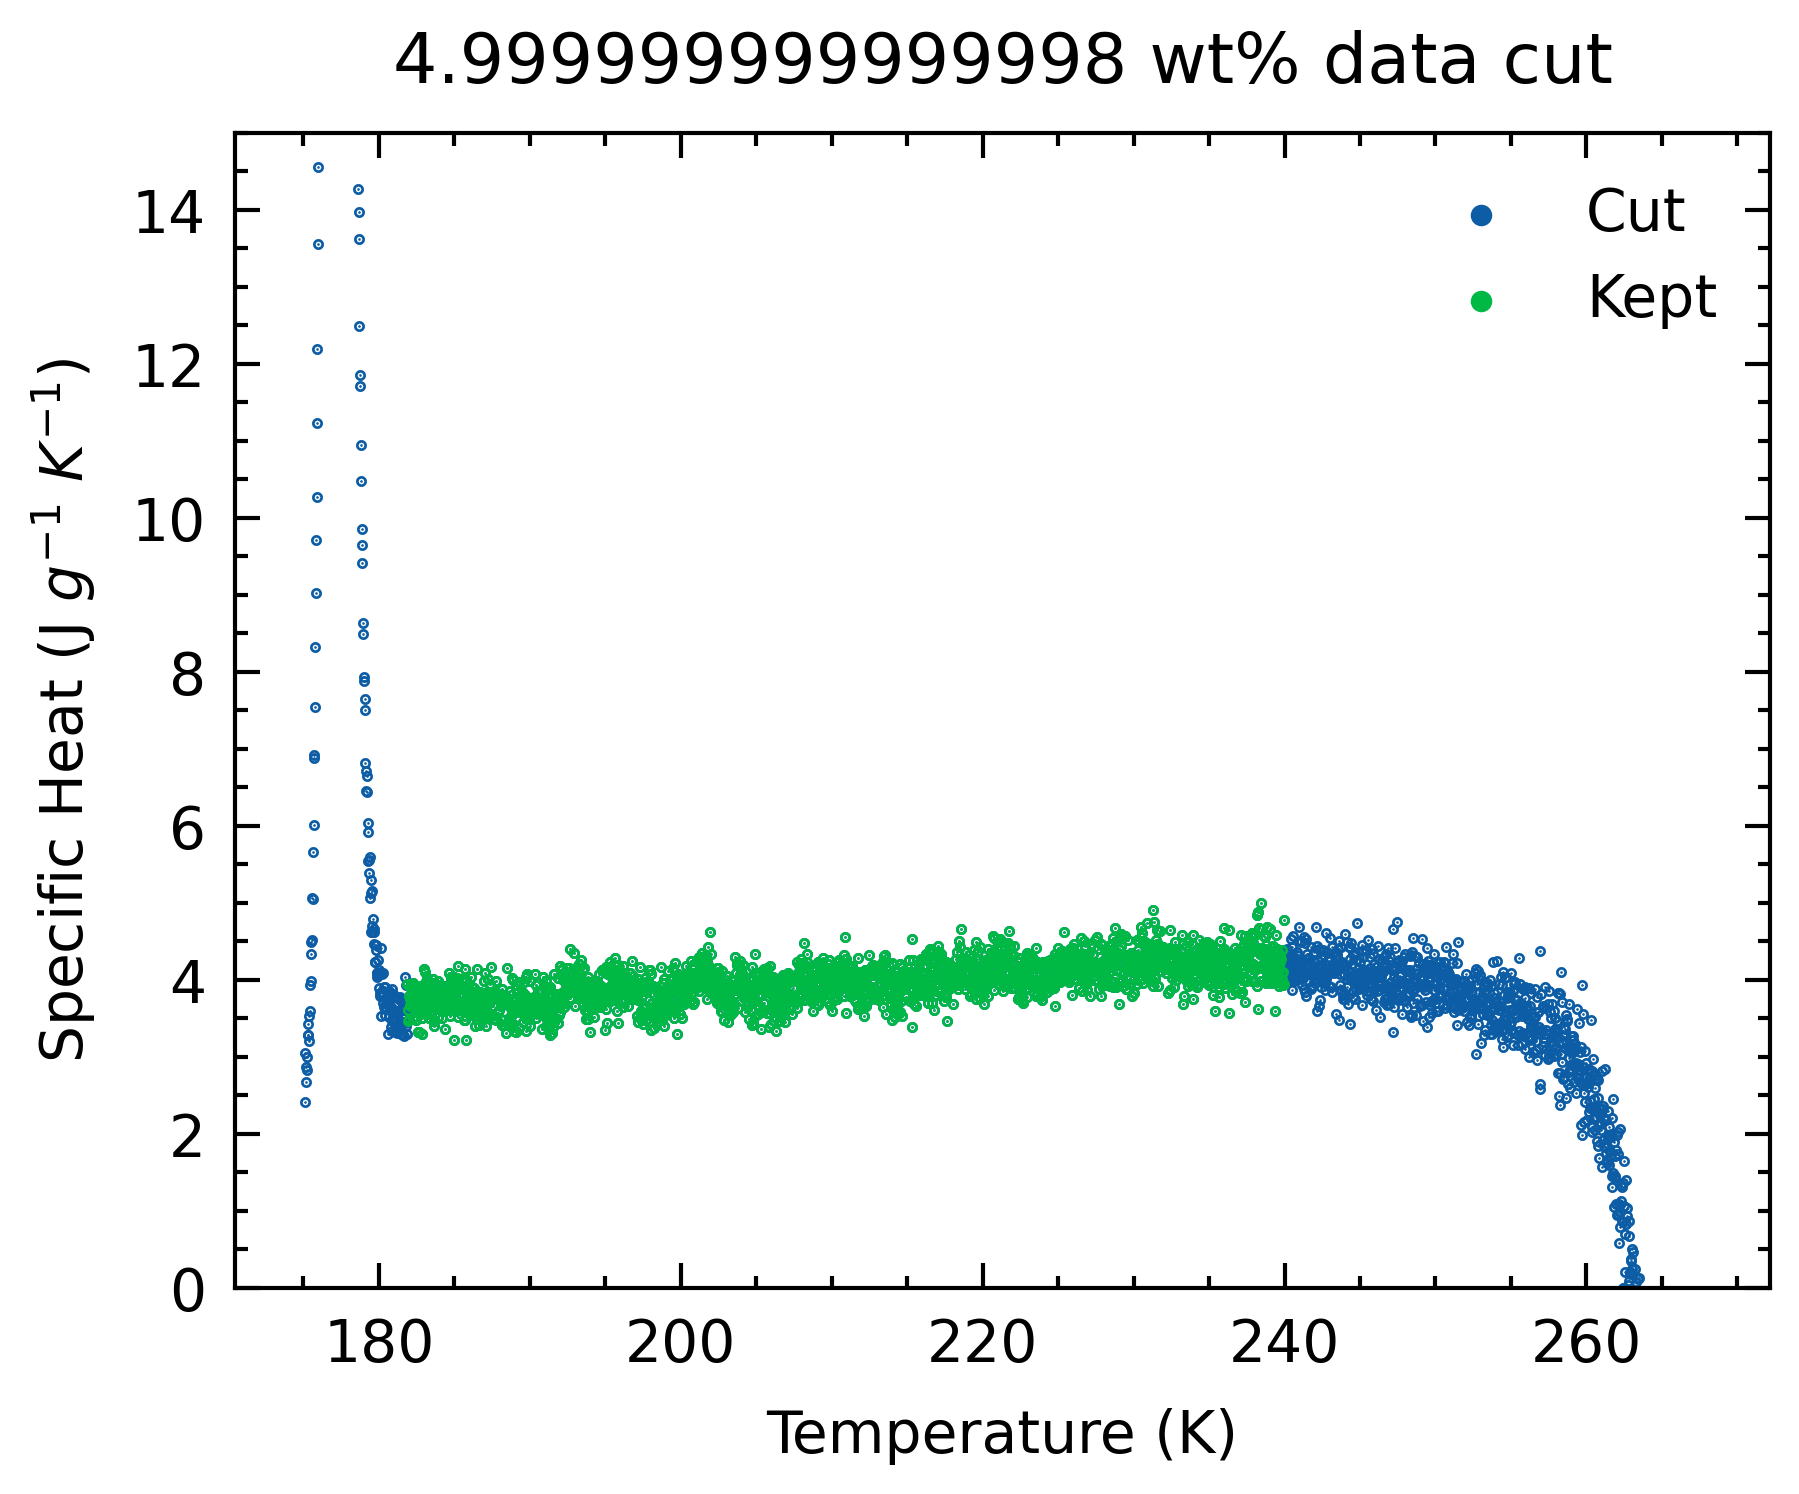 4.999999999999998 wt% data cut
Cut
Kept
Specific Heat (J g⁻¹ K⁻¹)
14
12
10
8
6
4
2
0
180 200 220 240 260
Temperature (K)